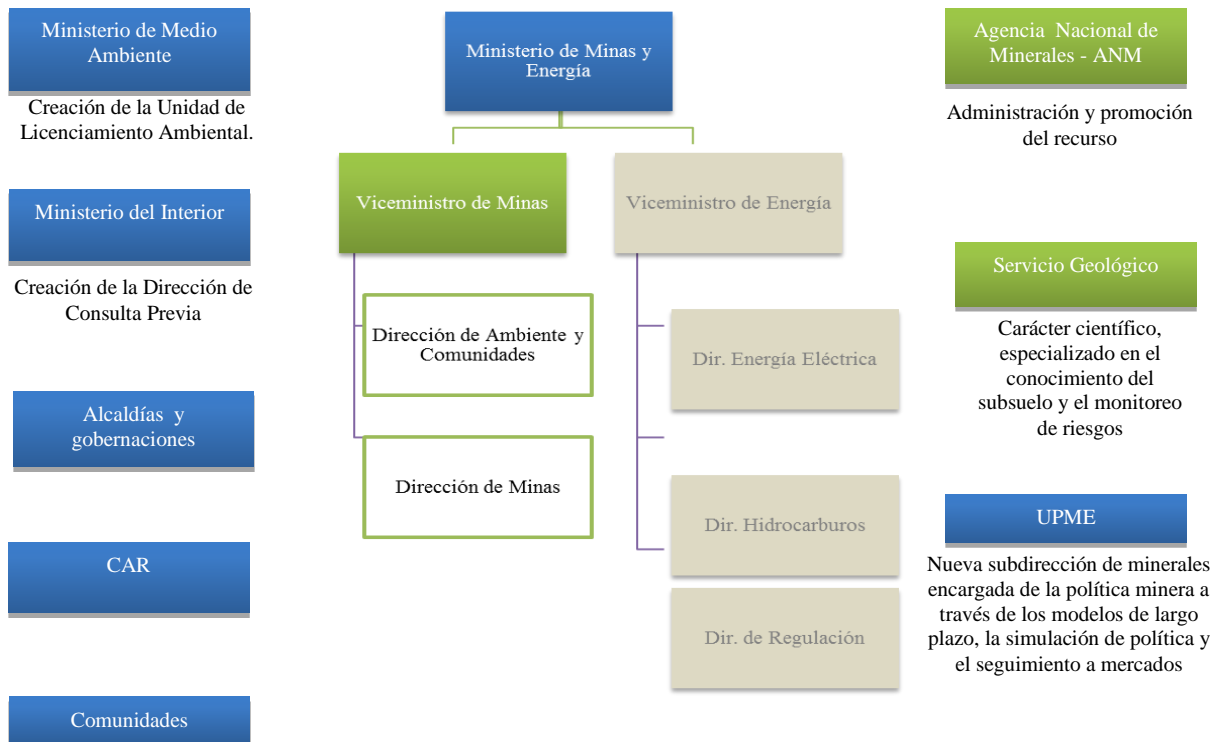 Ministerio de Medio
Ambiente
Creación de la Unidad de
Licenciamiento Ambiental.
Ministerio del Interior
Creación de la Dirección de
Consulta Previa
Alcaldías y
gobernaciones
CAR
Comunidades
Ministerio de Minas y
Energía
Viceministro de Minas
Dirección de Ambiente y
Comunidades
Dirección de Minas
Viceministro de Energía
Dir. Energía Eléctrica
Dir. Hidrocarburos
Dir. de Regulación
Agencia Nacional de
Minerales - ANM
Administración y promoción
del recurso
Servicio Geológico
Carácter científico,
especializado en el
conocimiento del
subsuelo y el monitoreo
de riesgos
UPME
Nueva subdirección de minerales
encargada de la política minera a
través de los modelos de largo
plazo, la simulación de política y
el seguimiento a mercados